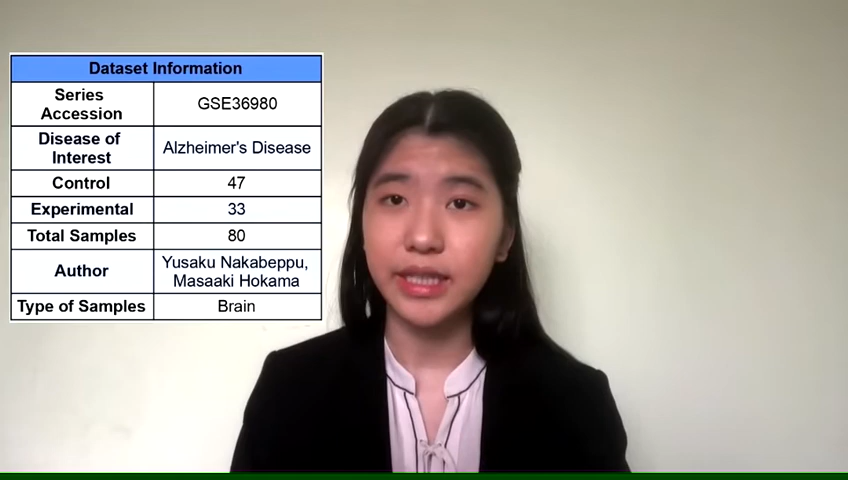 Dataset Information
Series
Accession
GSE36980
Disease of
Interest
Alzheimer's Disease
Control
47
Experimental
33
Total Samples
80
Author
Yusaku Nakabeppu,
Masaaki Hokama
Type of Samples
Brain